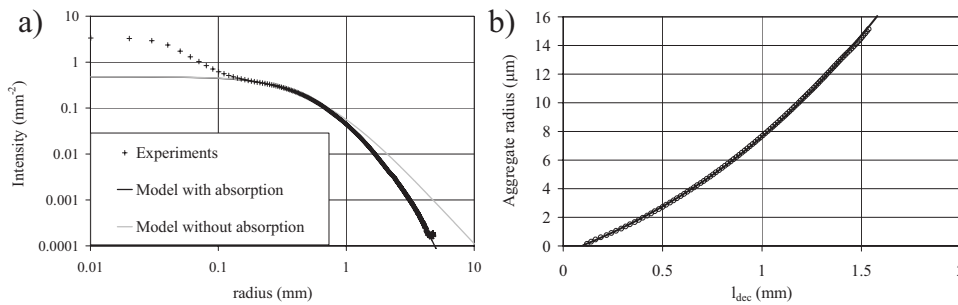 a)
10
1
0.1
0.01
0.001
0.0001
Intensity (mm-2)
Experiments
Model with absorption
Model without absorption
0.01
0.1
1
10
radius (mm)
b)
16
14
12
10
8
6
4
2
0
Aggregate radius (μm)
0
0.5
1
1.5
2
ldec (mm)